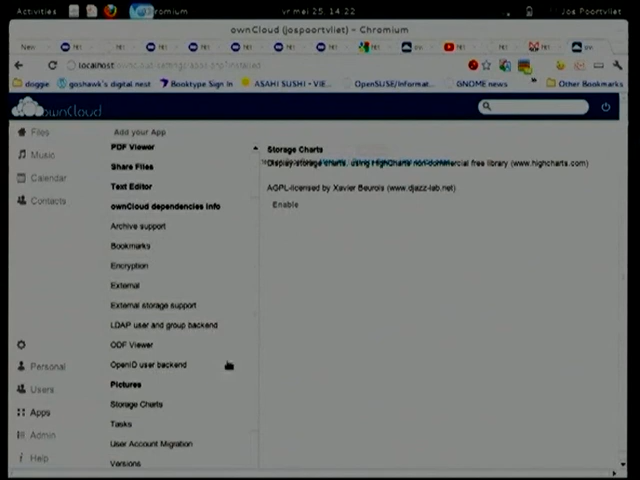 Activities
vr mei 25, 14:22
Jos Poortvliet
ownCloud (jospoortvliet) – Chromium
New
localhost
doggie
goshawk's digital nest
Booktype Sign In
ASAHI SUSHI - VIE...
OpenSUSE/Informat...
GNOME news
Other Bookmarks
ownCloud
Files
Music
Calendar
Contacts
Personal
Users
Apps
Admin
Help
Add your App
PDF Viewer
Share Files
Text Editor
ownCloud dependencies info
Archive support
Bookmarks
Encryption
External
External storage support
LDAP user and group backend
ODF Viewer
OpenID user backend
Pictures
Storage Charts
Tasks
User Account Migration
Versions
Storage Charts
Display storage charts, using HighCharts non-commercial free library (www.highcharts.com)
AGPL-licensed by Xavier Beurois (www.djazz-lab.net)
Enable